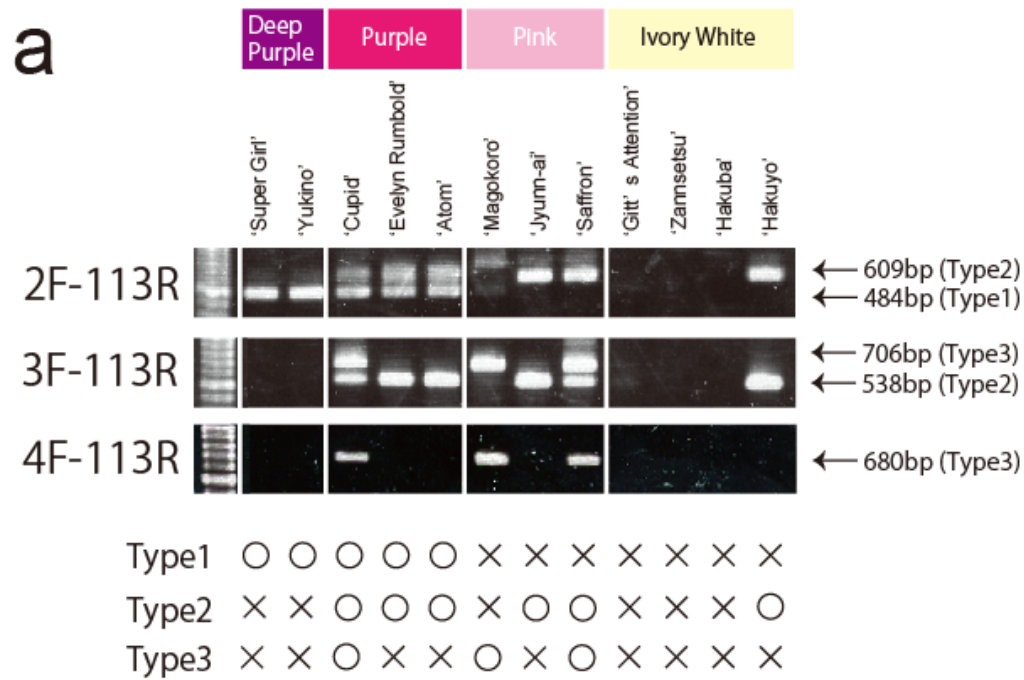 a
Deep Purple
Purple
Pink
Ivory White
‘Super Girl’
‘Yukino’
‘Cupid’
‘Evelyn Rumbold’
‘Atom’
‘Magokoro’
‘Jyunn-ai’
‘Saffron’
‘Gitt’ s Attention’
‘Zannsetsu’
‘Hakuba’
‘Hakuyo’
2F-113R
609bp (Type2)
484bp (Type1)
3F-113R
706bp (Type3)
538bp (Type2)
4F-113R
680bp (Type3)
Type1 ○ ○ ○ ○ ○ × × × × × × ×
Type2 × × ○ ○ ○ × ○ ○ × × × ○
Type3 × × ○ × × ○ × ○ × × × ×